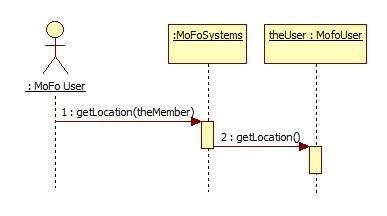 :MoFoSystems
theUser : MofoUser
: MoFo User
1 : getLocation(theMember)
2 : getLocation()